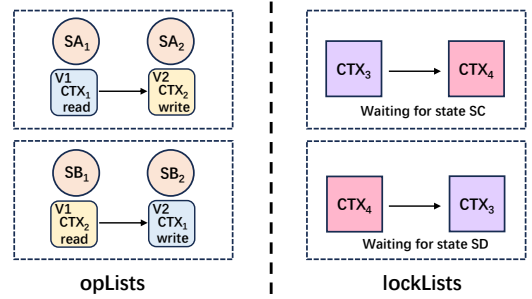 SA₁ SA₂
V1 V2
CTX₁ CTX₂
read write
CTX₃ CTX₄
Waiting for state SC
SB₁ SB₂
V1 V2
CTX₂ CTX₁
read write
CTX₄ CTX₃
Waiting for state SD
opLists lockLists